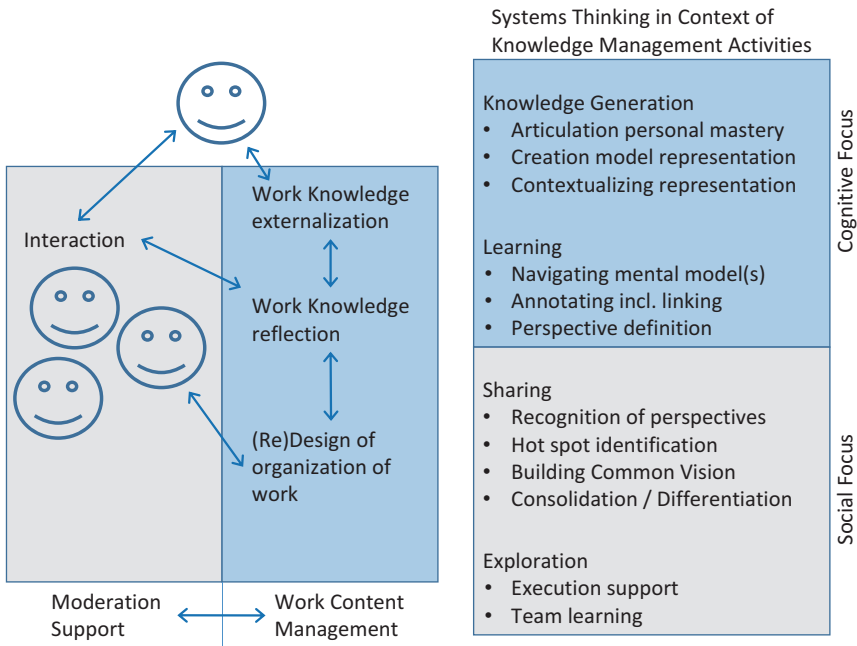 Systems Thinking in Context of
Knowledge Management Activities
Work Knowledge
externalization
Interaction
Work Knowledge
reflection
(Re)Design of
organization of
work
Moderation
Support
Work Content
Management
Knowledge Generation
• Articulation personal mastery
• Creation model representation
• Contextualizing representation
Learning
• Navigating mental model(s)
• Annotating incl. linking
• Perspective definition
Cognitive Focus
Sharing
• Recognition of perspectives
• Hot spot identification
• Building Common Vision
• Consolidation / Differentiation
Exploration
• Execution support
• Team learning
Social Focus